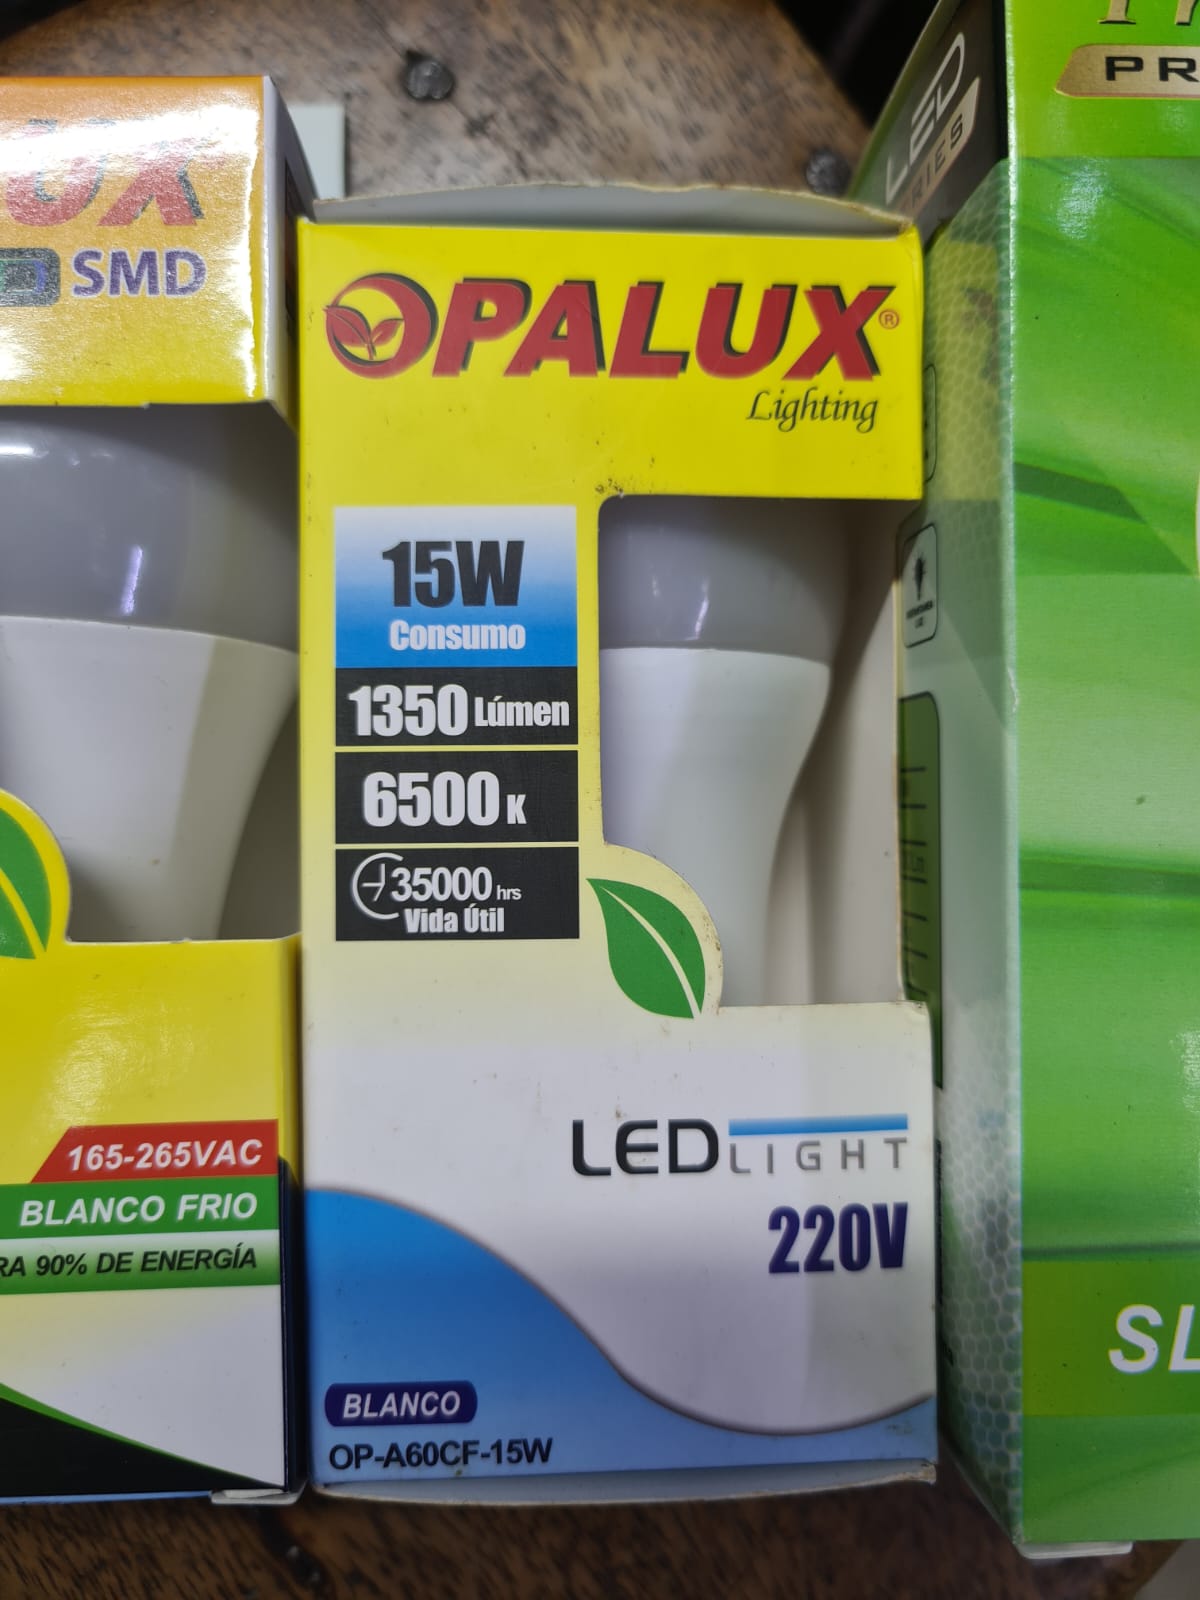 UX
SMD
165-265VAC
BLANCO FRIO
RA 90% DE ENERGÍA
OPALUX®
Lighting
15W
Consumo
1350 Lúmen
6500 K
35000 hrs
Vida Útil
LED LIGHT
220V
BLANCO
OP-A60CF-15W
LED
PR
SL